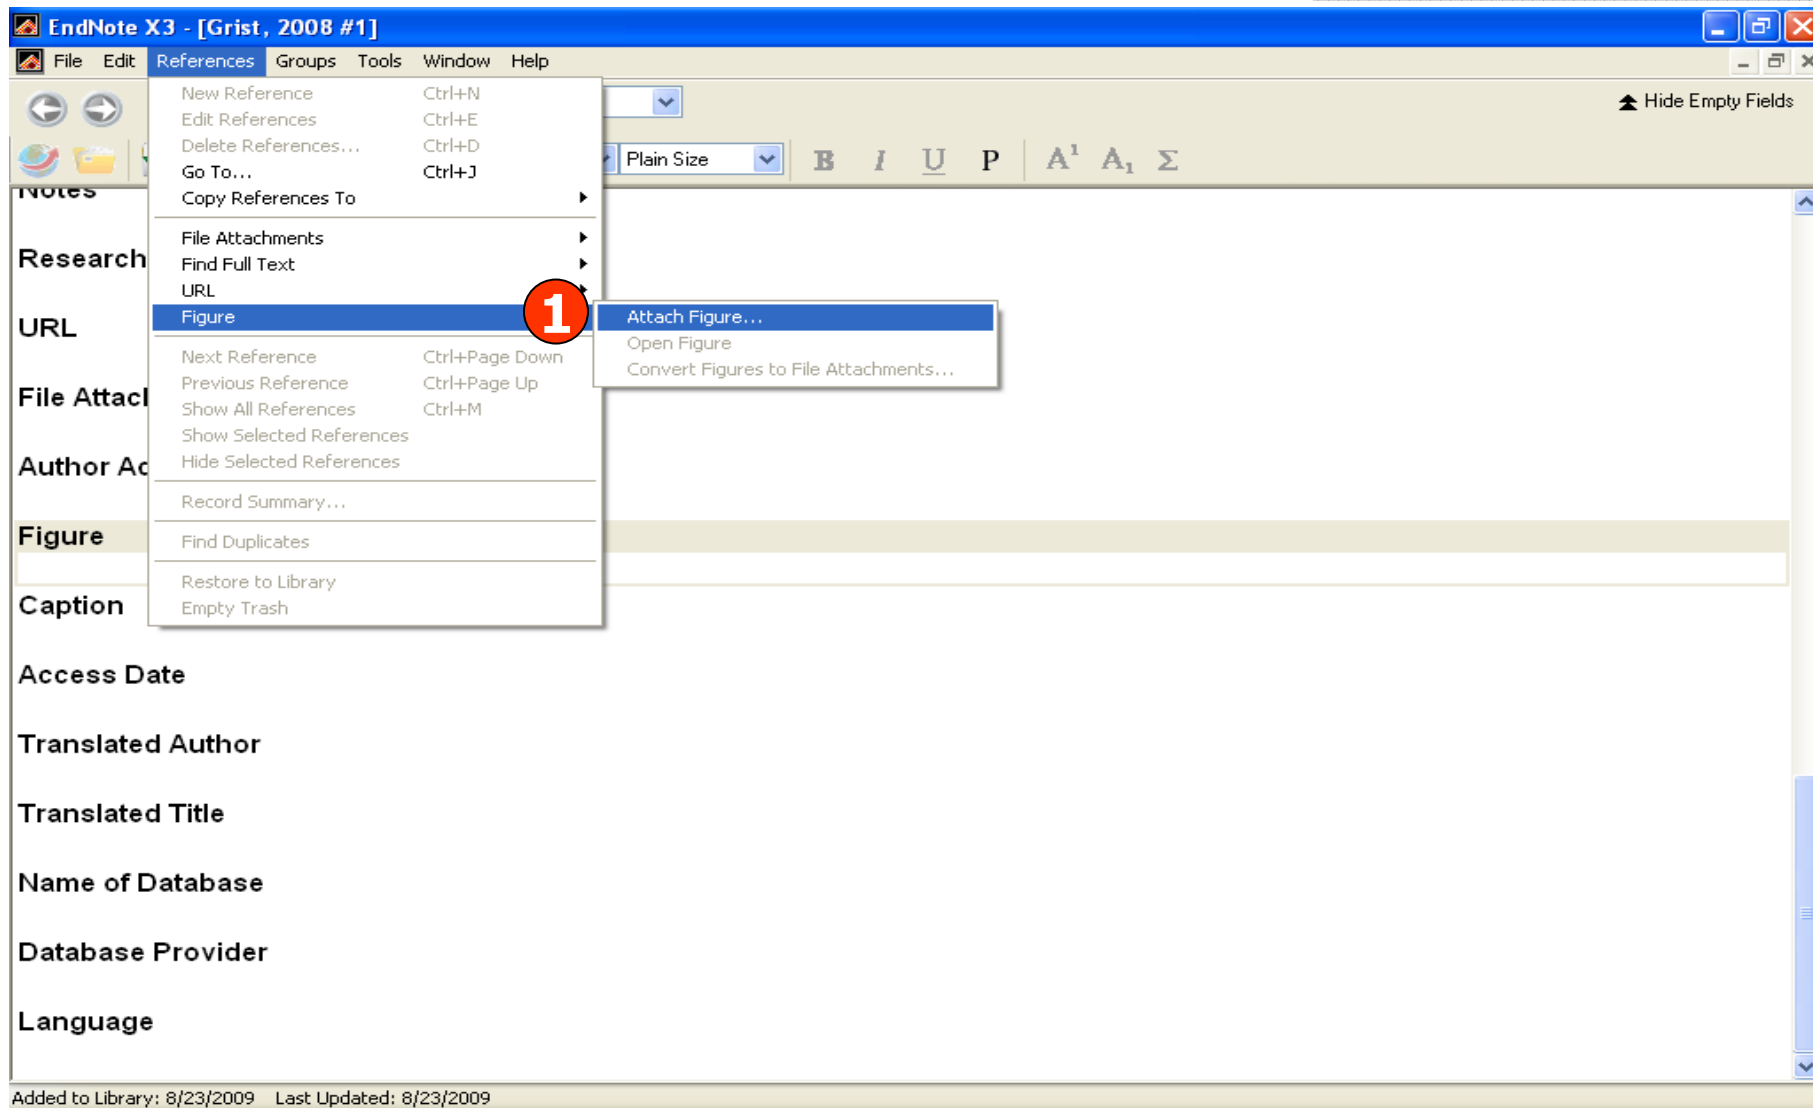 EndNote X3 - [Grist, 2008 #1]
File Edit References Groups Tools Window Help
Hide Empty Fields
Plain Size B I U P A¹ A₁ Σ
New Reference Ctrl+N
Edit References Ctrl+E
Delete References... Ctrl+D
Go To... Ctrl+J
Copy References To
File Attachments
Find Full Text
URL
Figure
1
Attach Figure...
Open Figure
Convert Figures to File Attachments...
Next Reference Ctrl+Page Down
Previous Reference Ctrl+Page Up
Show All References Ctrl+M
Show Selected References
Hide Selected References
Record Summary...
Find Duplicates
Restore to Library
Empty Trash
Notes
Research
URL
File Attac
Author Ad
Figure
Caption
Access Date
Translated Author
Translated Title
Name of Database
Database Provider
Language
Added to Library: 8/23/2009 Last Updated: 8/23/2009